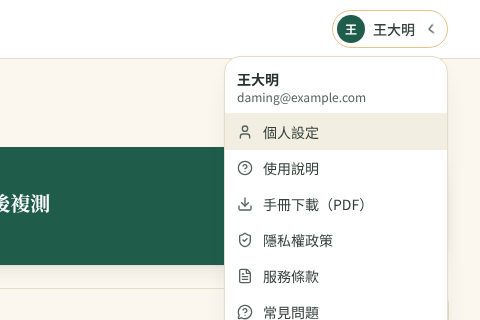 王 王大明
王大明
daming@example.com
個人設定
使用說明
手冊下載（PDF）
後複測
隱私權政策
服務條款
常見問題